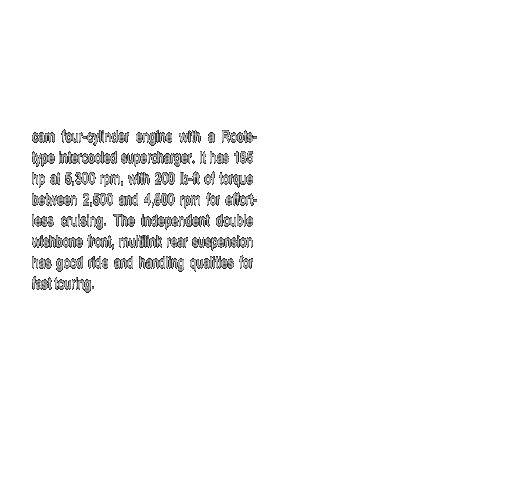 cam four-cylinder engine with a Roots-
type intercooled supercharger. It has 185
hp at 5,300 rpm, with 200 lb-ft of torque
between 2,500 and 4,500 rpm for effort-
less cruising. The independent double
wishbone front, multilink rear suspension
has good ride and handling qualities for
fast touring.